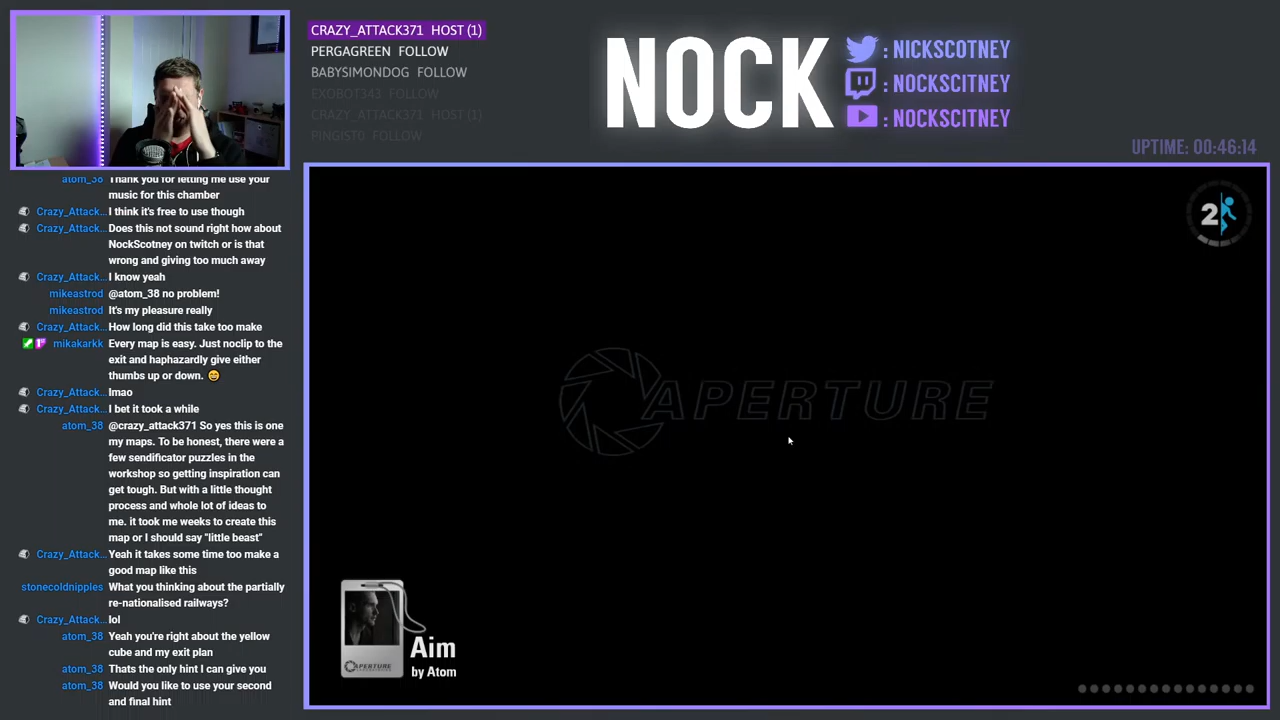 CRAZY_ATTACK371 HOST (1)
PERGAGREEN FOLLOW
BABYSIMONDOG FOLLOW
EXOBOT343 FOLLOW
CRAZY_ATTACK371 HOST (1)
PINGIST0 FOLLOW
NOCK
: NICKSCOTNEY
: NOCKSCITNEY
: NOCKSCITNEY
UPTIME: 00:46:14
atom_38 Thank you for letting me use your
music for this chamber
Crazy_Attack... I think it's free to use though
Crazy_Attack... Does this not sound right how about
NockScotney on twitch or is that
wrong and giving too much away
Crazy_Attack... I know yeah
mikeastrod @atom_38 no problem!
mikeastrod It's my pleasure really
Crazy_Attack... How long did this take too make
mikakarkk Every map is easy. Just noclip to the
exit and haphazardly give either
thumbs up or down. 😄
Crazy_Attack... lmao
Crazy_Attack... I bet it took a while
atom_38 @crazy_attack371 So yes this is one
my maps. To be honest, there were a
few sendificator puzzles in the
workshop so getting inspiration can
get tough. But with a little thought
process and whole lot of ideas to
me. it took me weeks to create this
map or I should say "little beast"
Crazy_Attack... Yeah it takes some time too make a
good map like this
stonecoldnipples What you thinking about the partially
re-nationalised railways?
Crazy_Attack... lol
atom_38 Yeah you're right about the yellow
cube and my exit plan
atom_38 Thats the only hint I can give you
atom_38 Would you like to use your second
and final hint
2
APERTURE
APERTURE
Aim
by Atom